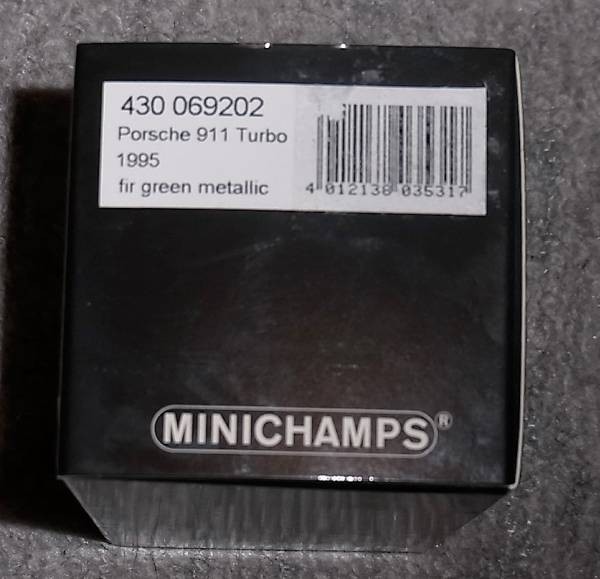 430 069202
Porsche 911 Turbo
1995
fir green metallic
4 012138 035317
MINICHAMPS®